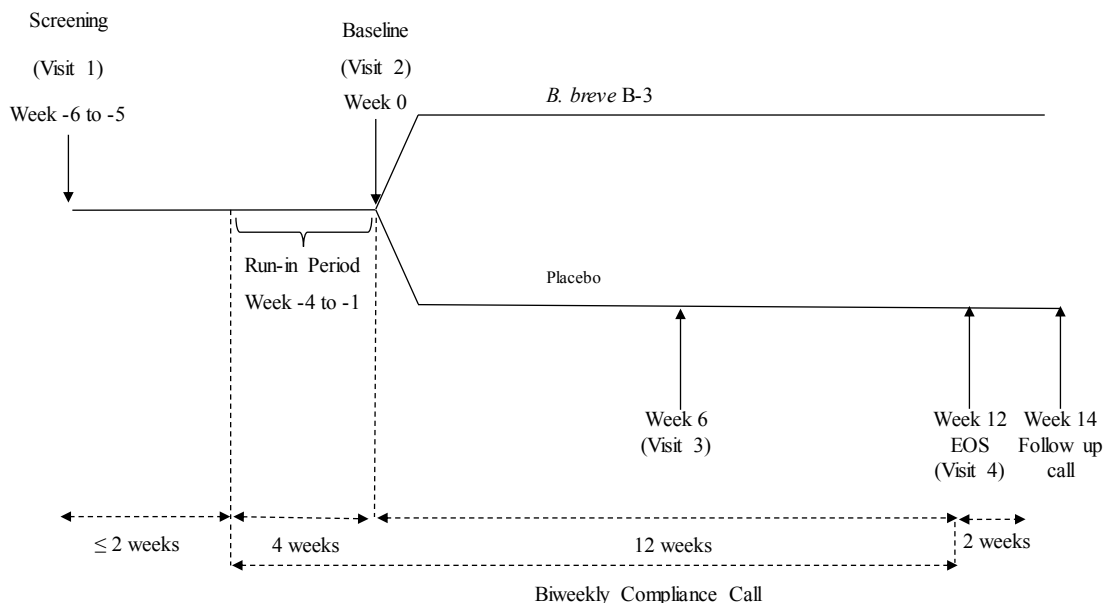 Screening
(Visit 1)
Week -6 to -5
Baseline
(Visit 2)
Week 0
B. breve B-3
Run-in Period
Week -4 to -1
Placebo
Week 6
(Visit 3)
Week 12
EOS
(Visit 4)
Week 14
Follow up
call
≤ 2 weeks
4 weeks
12 weeks
2 weeks
Biweekly Compliance Call